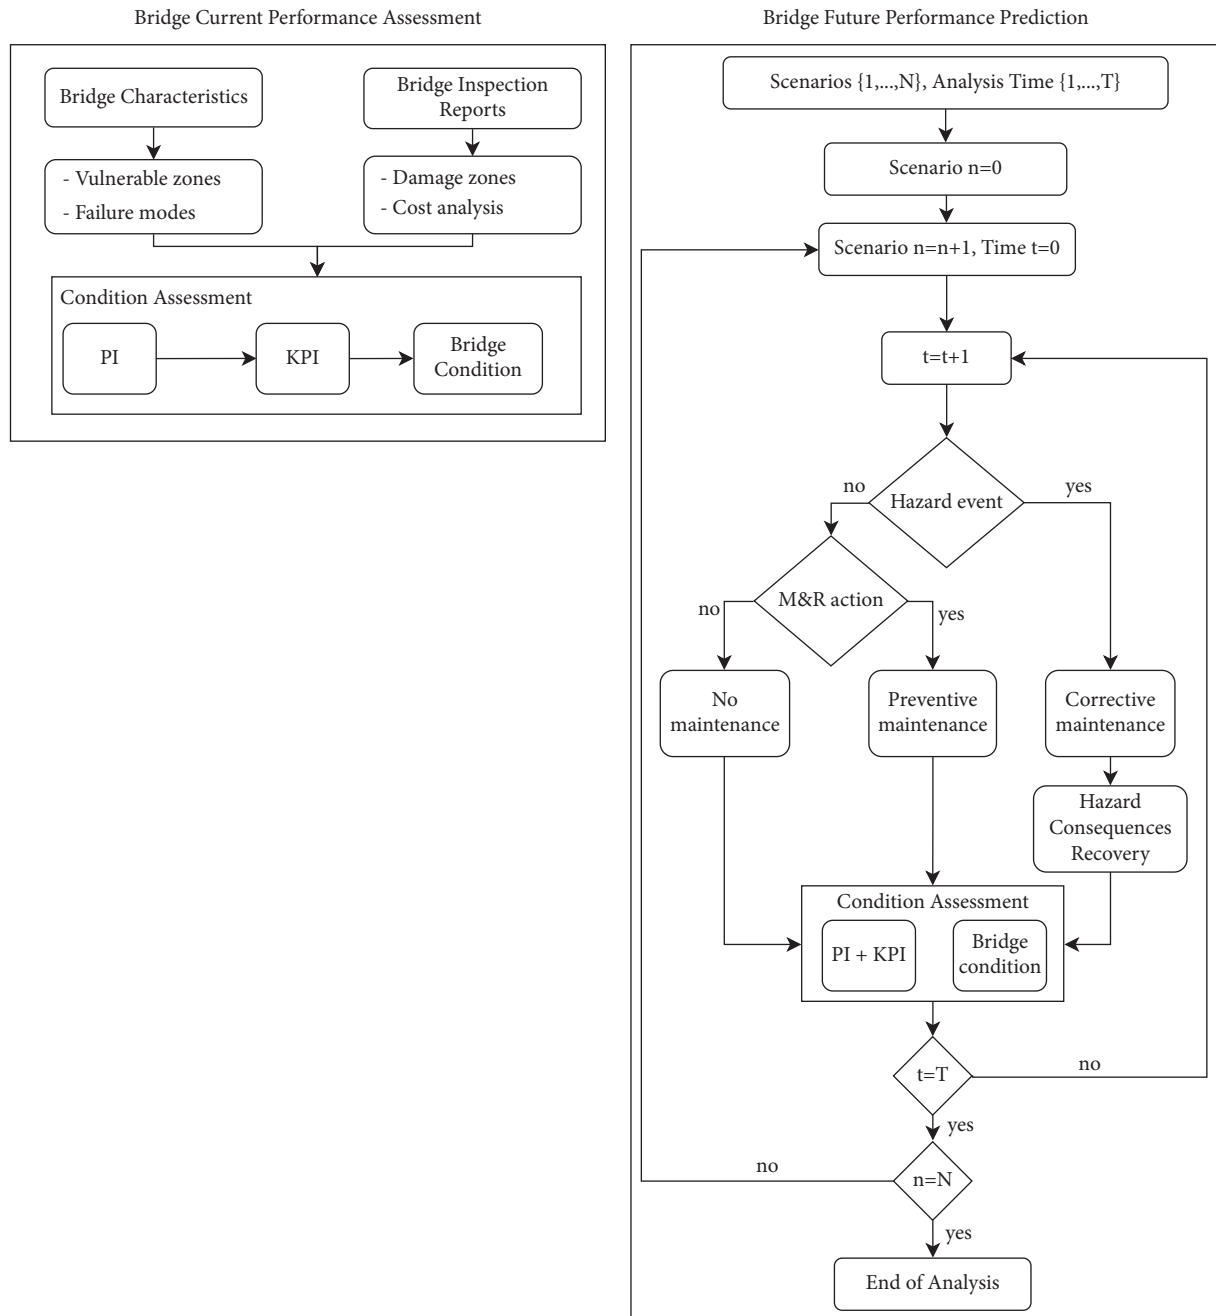 Bridge Current Performance Assessment
Bridge Characteristics
Bridge Inspection
Reports
- Vulnerable zones
- Failure modes
- Damage zones
- Cost analysis
Condition Assessment
PI
KPI
Bridge
Condition
Bridge Future Performance Prediction
Scenarios {1,...,N}, Analysis Time {1,...,T}
Scenario n=0
Scenario n=n+1, Time t=0
t=t+1
Hazard event
no
yes
M&R action
no
yes
No
maintenance
Preventive
maintenance
Corrective
maintenance
Hazard
Consequences
Recovery
Condition Assessment
PI + KPI
Bridge
condition
t=T
no
yes
n=N
no
yes
End of Analysis